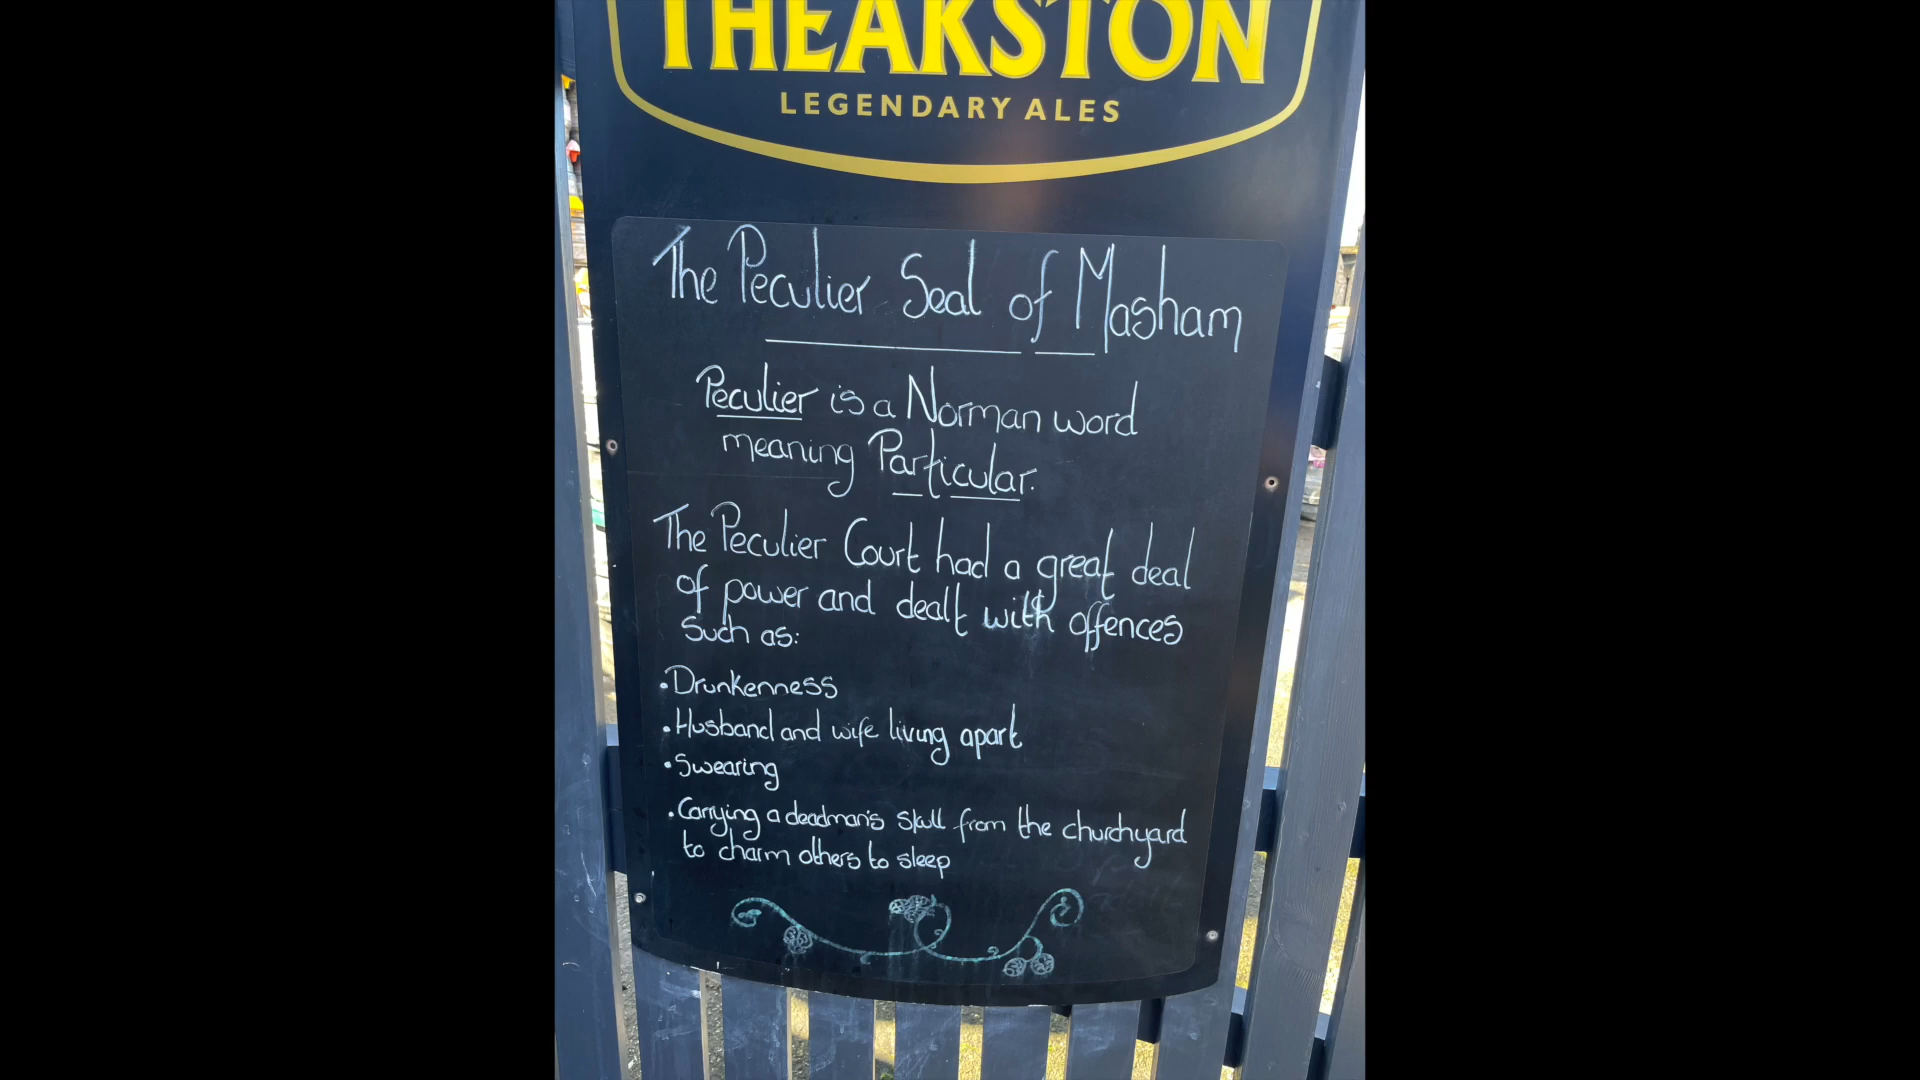 THEAKSTON
LEGENDARY ALES
The Peculier Seal of Masham
Peculier is a Norman word
meaning Particular.
The Peculier Court had a great deal
of power and dealt with offences
Such as:
• Drunkenness
• Husband and wife living apart
• Swearing
• Carrying a deadman's skull from the churchyard
to charm others to sleep